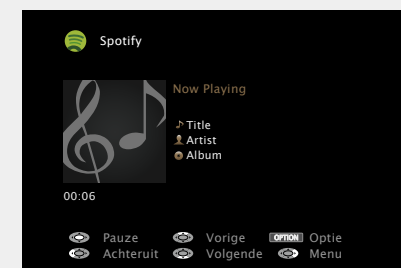 Spotify
Now Playing
Title
Artist
Album
00:06
Pauze Vorige OPTION Optie
Achteruit Volgende Menu